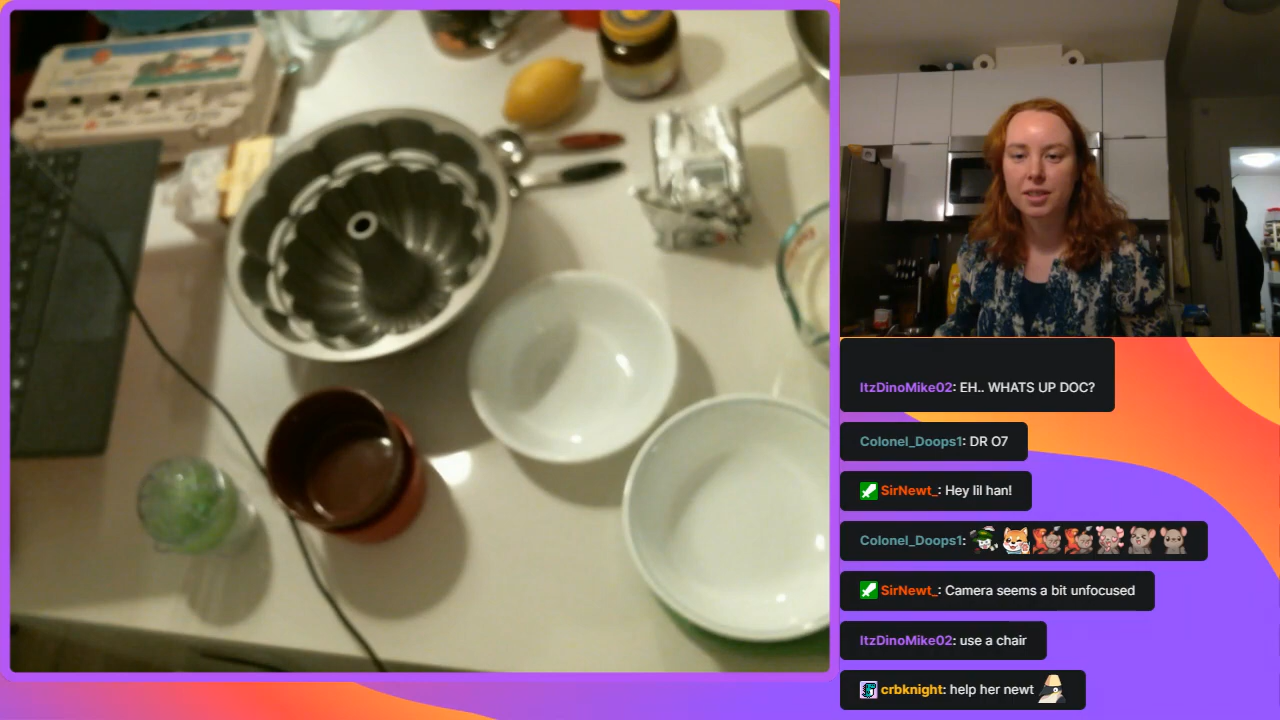 ItzDinoMike02: EH.. WHATS UP DOC?
Colonel_Doops1: DR O7
SirNewt_: Hey lil han!
Colonel_Doops1:
SirNewt_: Camera seems a bit unfocused
ItzDinoMike02: use a chair
crbknight: help her newt